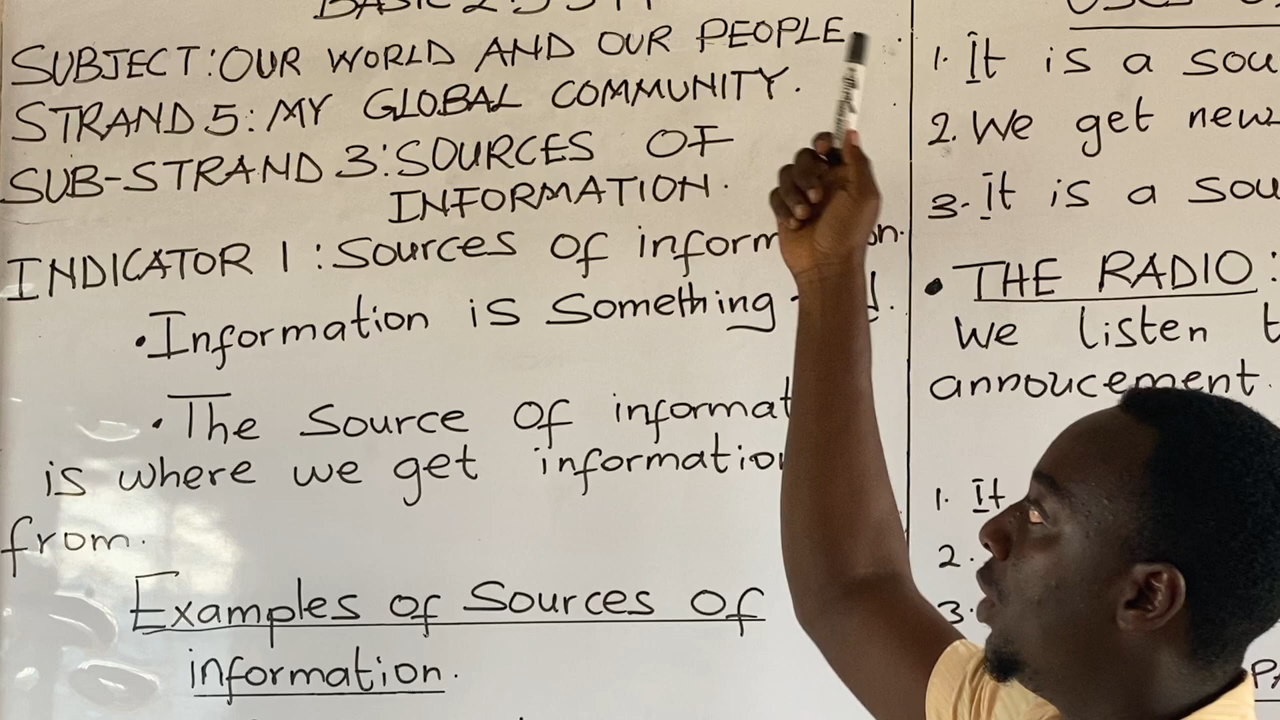 SUBJECT: OUR WORLD AND OUR PEOPLE
STRAND 5: MY GLOBAL COMMUNITY.
SUB-STRAND 3: SOURCES OF
INFORMATION.
INDICATOR 1: Sources of inform on.
•Information is something
•The source of informat
is where we get informatio
from.
Examples of sources of
information.
1. It is a sou
2. We get new
3. It is a sou
• THE RADIO:
We listen t
annoucement.
1. It
2.
3.